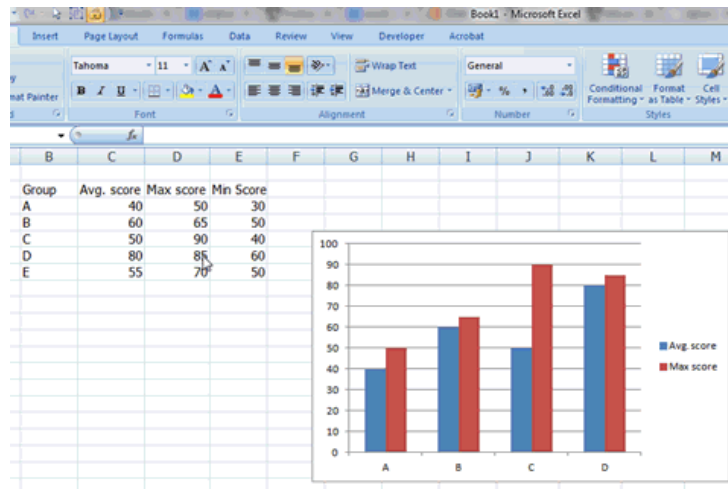 Book1 - Microsoft Excel
Insert Page Layout Formulas Data Review View Developer Acrobat
Tahoma 11 A A Wrap Text General
B I U A Merge & Center % , Conditional Formatting Format as Table Cell Styles
mat Painter
Font Alignment Number Styles
fx
B C D E F G H I J K L M
Group Avg. score Max score Min Score
A 40 50 30
B 60 65 50
C 50 90 40
D 80 85 60
E 55 70 50
100
90
80
70
60
50
40
30
20
10
0
A B C D
Avg. score
Max score